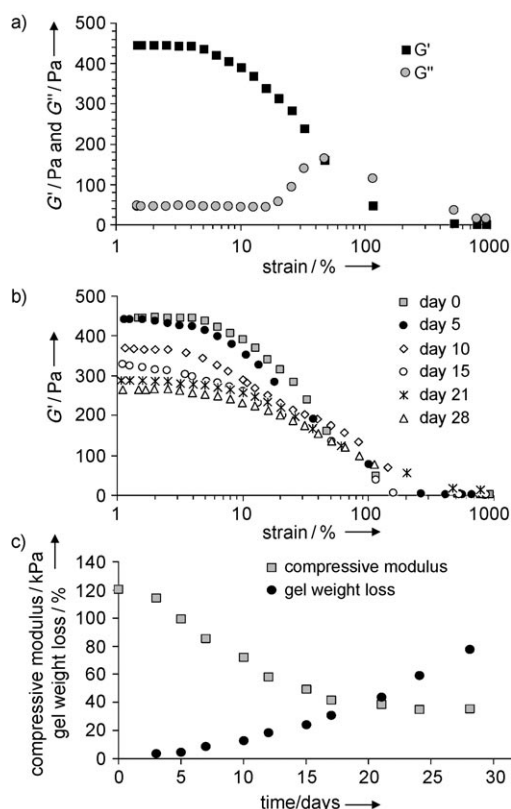 a)
500
400
300
200
100
0
G' / Pa and G'' / Pa
G'
G''
1
10
100
1000
strain / %
b)
500
400
300
200
100
0
G' / Pa
day 0
day 5
day 10
day 15
day 21
day 28
1
10
100
1000
strain / %
c)
140
120
100
80
60
40
20
0
compressive modulus / kPa
gel weight loss / %
compressive modulus
gel weight loss
0
5
10
15
20
25
30
time/days